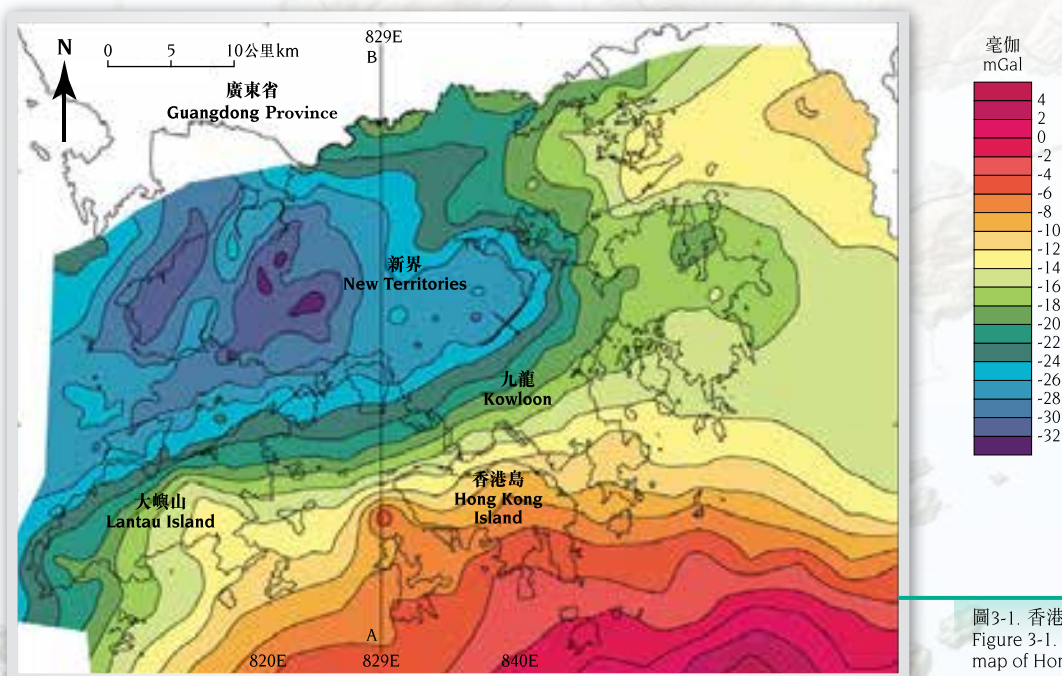 829E
B
N
0 5 10公里km
廣東省
Guangdong Province
新界
New Territories
九龍
Kowloon
香港島
Hong Kong
Island
大嶼山
Lantau Island
A
820E 829E 840E
毫伽
mGal
4
2
0
-2
-4
-6
-8
-10
-12
-14
-16
-18
-20
-22
-24
-26
-28
-30
-32
圖3-1. 香港
Figure 3-1.
map of Hon